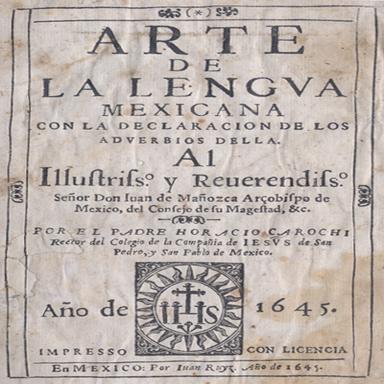 (*)
ARTE
DE
LA LENGVA
MEXICANA
CON LA DECLARACION DE LOS
ADVERBIOS DELLA.
Al
Illustriſs.º y Reuerendiſs.º
Señor Don Iuan de Mañozca Arçobiſpo de
Mexico, del Conſejo de ſu Mageſtad, &c.
POR EL PADRE HORACIO CAROCHI
Rector del Colegio de la Compañia de IESVS de San
Pedro, y San Pablo de Mexico.
Año de IHS 1645.
IMPRESSO CON LICENCIA
En MEXICO: Por Iuan Ruyz. Año de 1645.